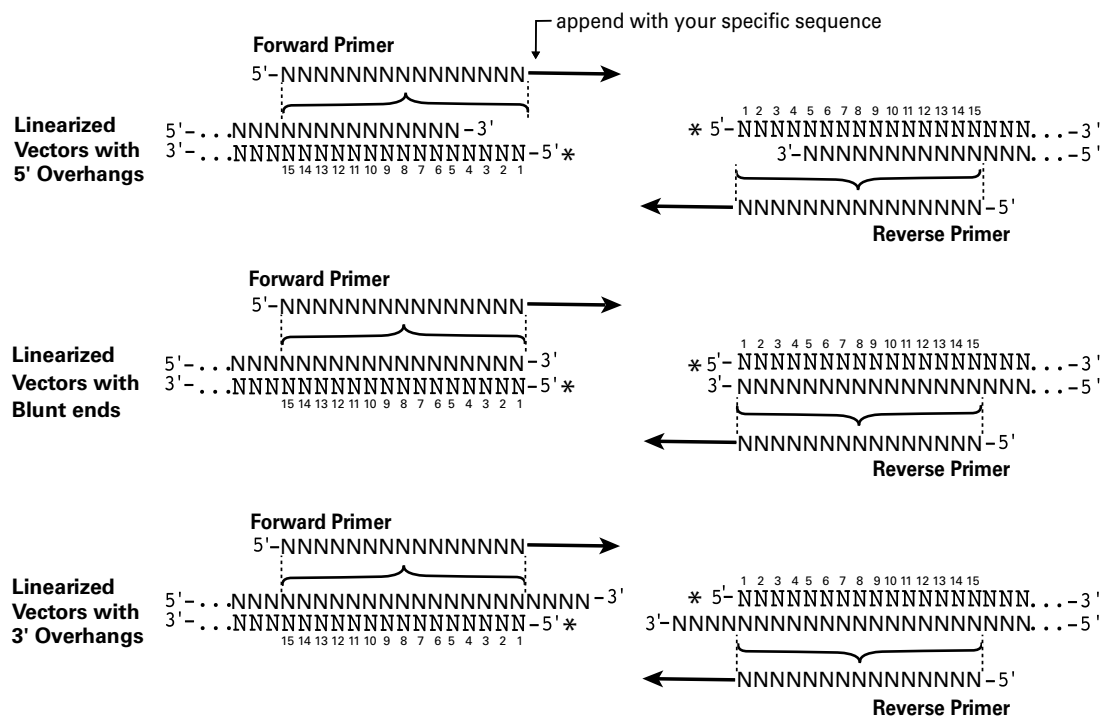 append with your specific sequence
Forward Primer
5'-NNNNNNNNNNNNNNN
1 2 3 4 5 6 7 8 9 10 11 12 13 14 15
Linearized
Vectors with
5' Overhangs
5'-...NNNNNNNNNNNNNN-3'
3'-...NNNNNNNNNNNNNNNNNN-5'*
15 14 13 12 11 10 9 8 7 6 5 4 3 2 1
* 5'-NNNNNNNNNNNNNNNNNN...-3'
3'-NNNNNNNNNNNNNN...-5'
NNNNNNNNNNNNNNN-5'
Reverse Primer
Forward Primer
5'-NNNNNNNNNNNNNNN
1 2 3 4 5 6 7 8 9 10 11 12 13 14 15
Linearized
Vectors with
Blunt ends
5'-...NNNNNNNNNNNNNNNNNN-3'
3'-...NNNNNNNNNNNNNNNNNN-5'*
15 14 13 12 11 10 9 8 7 6 5 4 3 2 1
*5'-NNNNNNNNNNNNNNNNNN...-3'
3'-NNNNNNNNNNNNNNNNNN...-5'
NNNNNNNNNNNNNNN-5'
Reverse Primer
Forward Primer
5'-NNNNNNNNNNNNNNN
1 2 3 4 5 6 7 8 9 10 11 12 13 14 15
Linearized
Vectors with
3' Overhangs
5'-...NNNNNNNNNNNNNNNNNNNNNN-3'
3'-...NNNNNNNNNNNNNNNNNN-5'*
15 14 13 12 11 10 9 8 7 6 5 4 3 2 1
* 5'-NNNNNNNNNNNNNNNNNN...-3'
3'-NNNNNNNNNNNNNNNNNNNNNN...-5'
NNNNNNNNNNNNNNN-5'
Reverse Primer